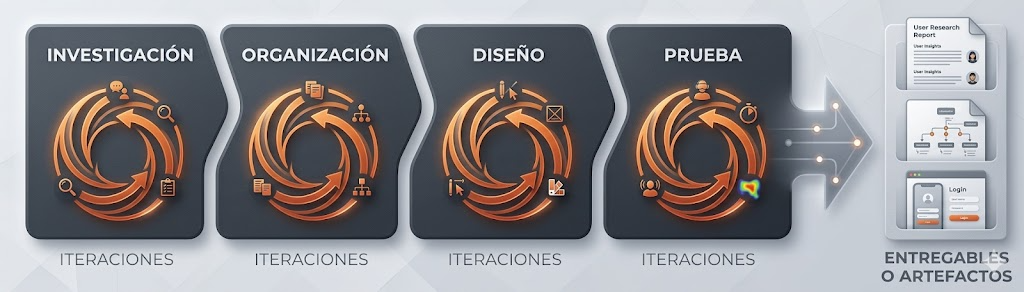 INVESTIGACIÓN
ORGANIZACIÓN
DISEÑO
PRUEBA
ITERACIONES
ITERACIONES
ITERACIONES
ITERACIONES
User Research
Report
User Insights
User Insights
Login
ENTREGABLES
O ARTEFACTOS